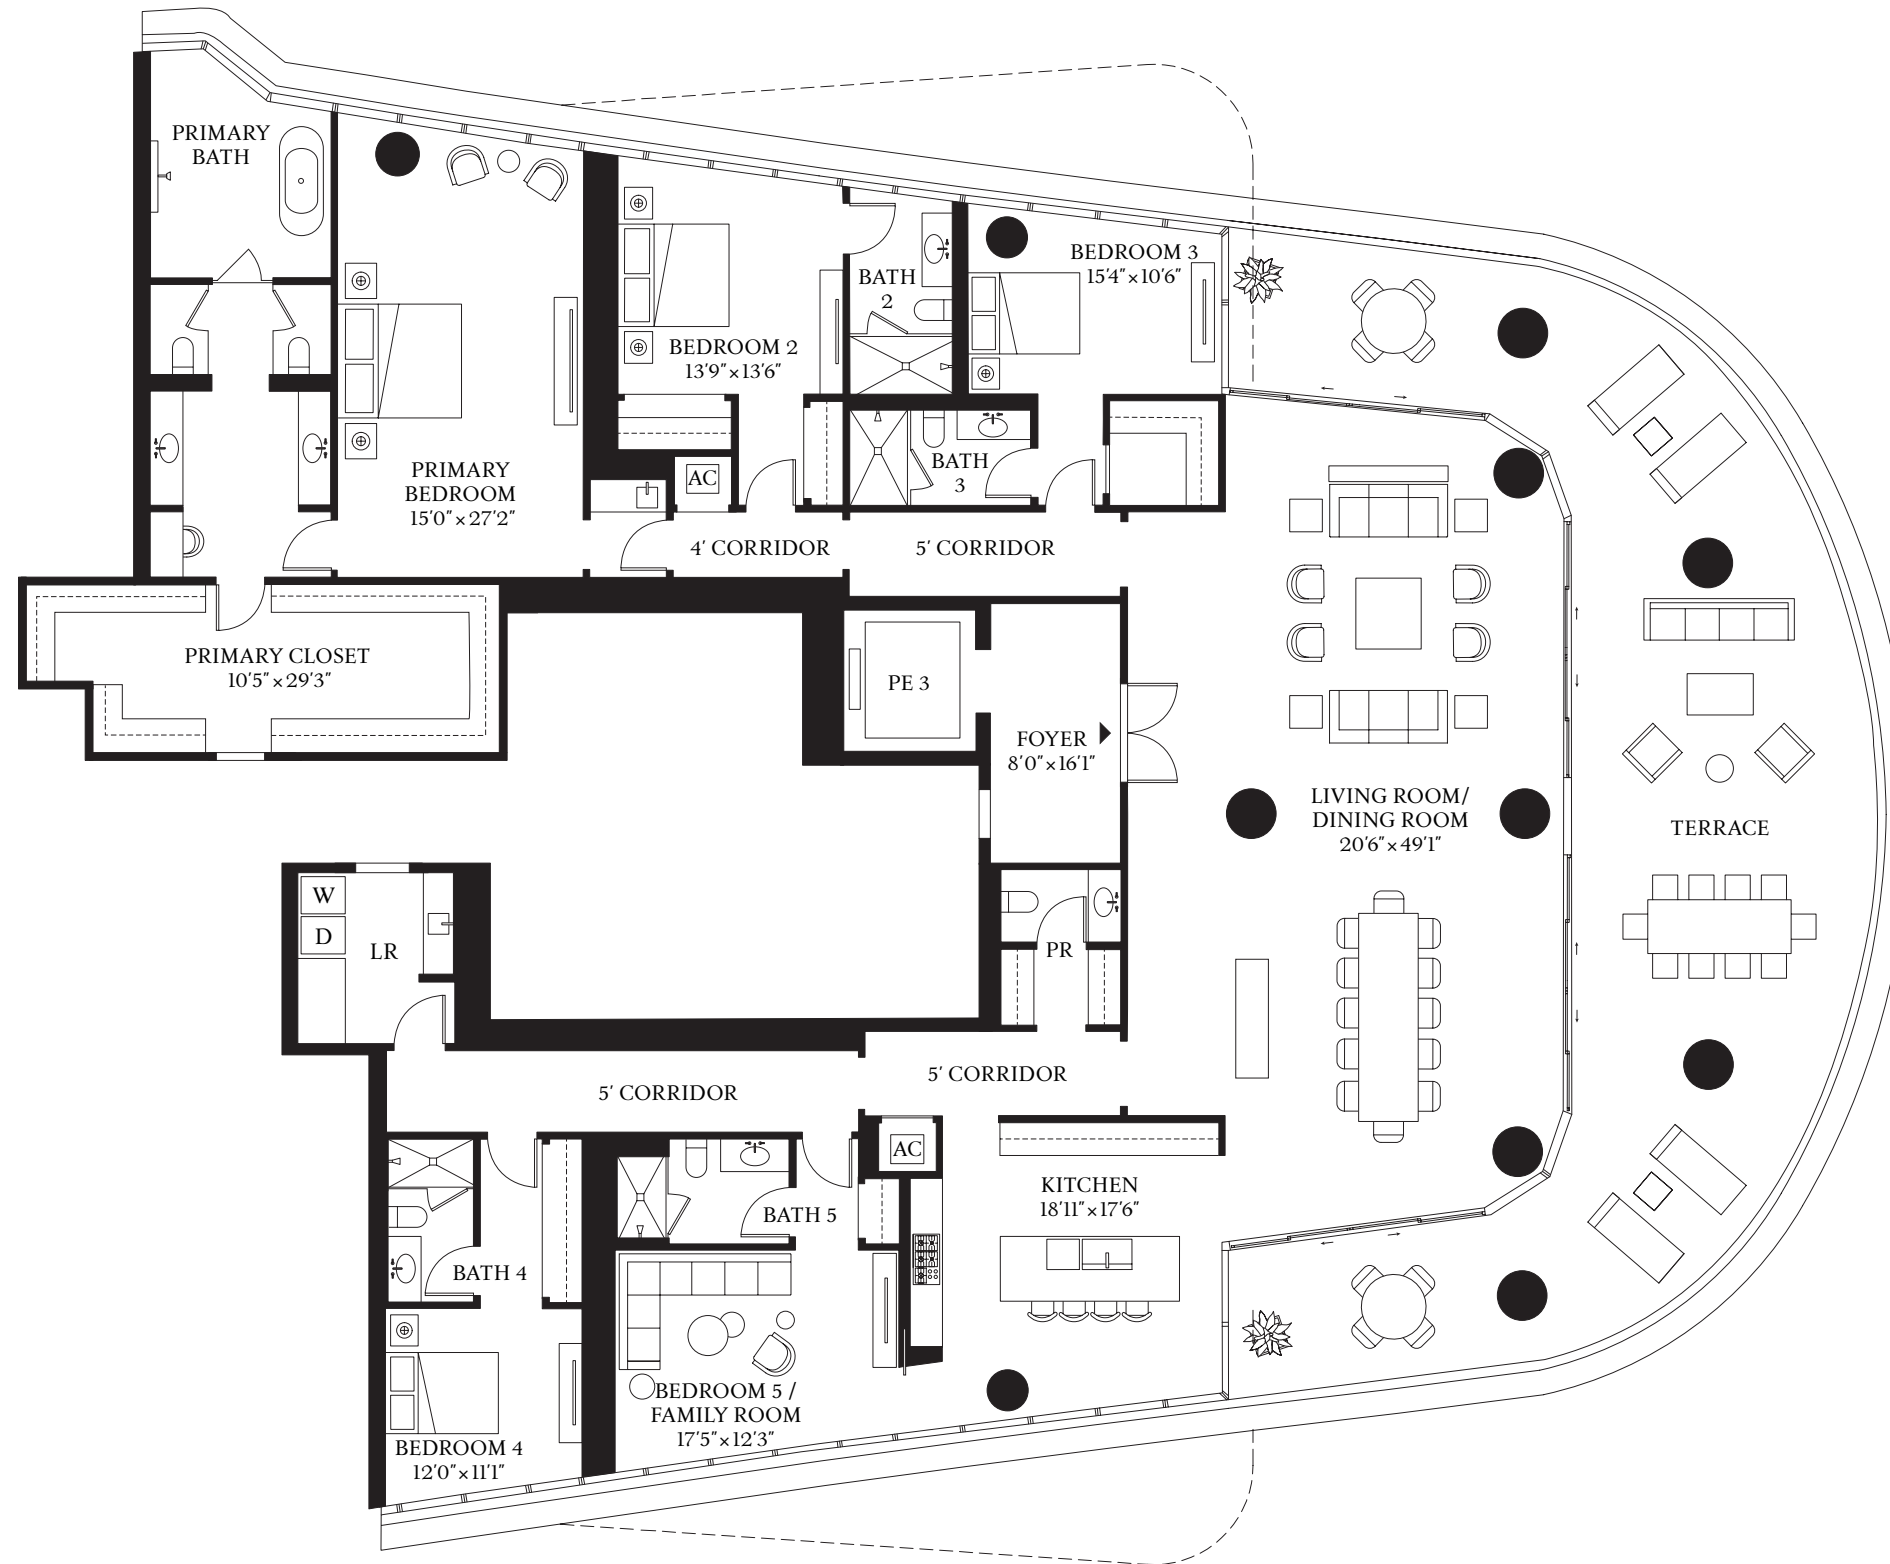 PRIMARY
BATH
BEDROOM 3
15'4"×10'6"
BATH
2
BEDROOM 2
13'9"×13'6"
PRIMARY
BEDROOM
15'0"×27'2"
AC
BATH
3
4' CORRIDOR
5' CORRIDOR
PRIMARY CLOSET
10'5"×29'3"
PE 3
FOYER
8'0"×16'1"
LIVING ROOM/
DINING ROOM
20'6"×49'1"
TERRACE
W
D
LR
PR
5' CORRIDOR
5' CORRIDOR
AC
KITCHEN
18'11"×17'6"
BATH 5
BATH 4
BEDROOM 5 /
FAMILY ROOM
17'5"×12'3"
BEDROOM 4
12'0"×11'1"